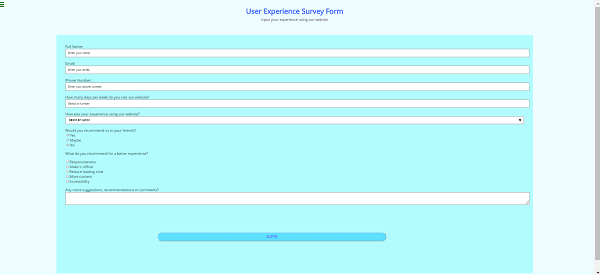 User Experience Survey Form
Input your experience using our website
Full Name:
Enter your name
Email:
Enter your email
Phone Number:
Enter your phone number
How many days per week do you visit our website?
Select a number
How was your experience using our website?
Select an option
Would you recommend us to your friends?
Yes
Maybe
No
What do you recommend for a better experience?
Responsiveness
Make it offline
Reduce loading time
More content
Accessibility
Any more suggestions, recommendations or comments?
Submit